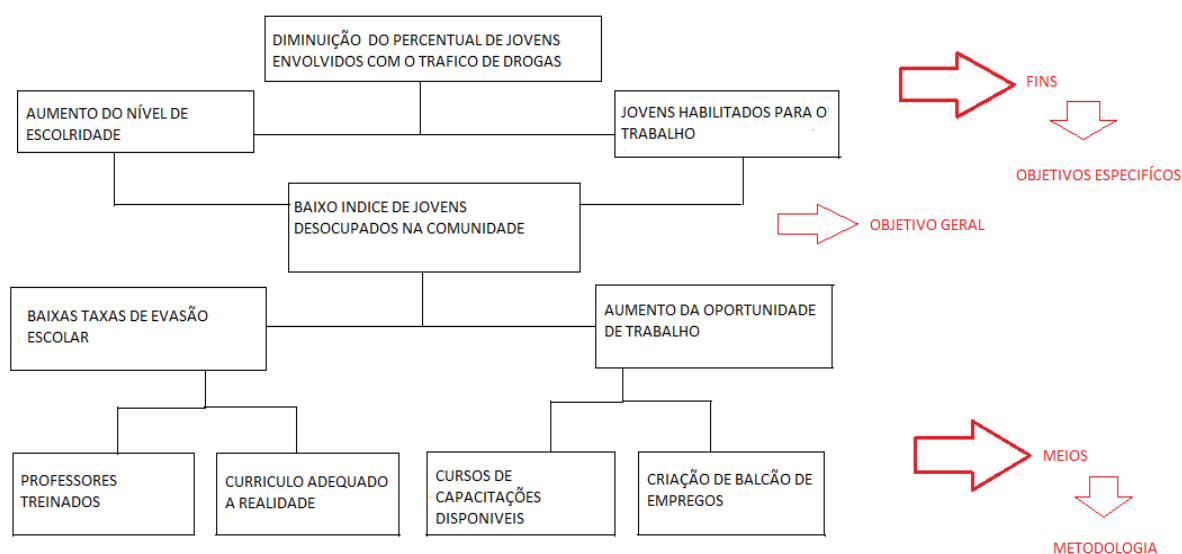 DIMINUIÇÃO DO PERCENTUAL DE JOVENS
ENVOLVIDOS COM O TRAFICO DE DROGAS
FINS
AUMENTO DO NÍVEL DE
ESCOLRIDADE
JOVENS HABILITADOS PARA O
TRABALHO
OBJETIVOS ESPECIFÍCOS
BAIXO INDICE DE JOVENS
DESOCUPADOS NA COMUNIDADE
OBJETIVO GERAL
BAIXAS TAXAS DE EVASÃO
ESCOLAR
AUMENTO DA OPORTUNIDADE
DE TRABALHO
MEIOS
PROFESSORES
TREINADOS
CURRICULO ADEQUADO
A REALIDADE
CURSOS DE
CAPACITAÇÕES
DISPONIVEIS
CRIAÇÃO DE BALCÃO DE
EMPREGOS
METODOLOGIA